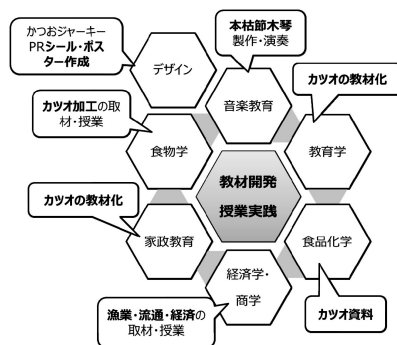 かつおジャーキー
PRシール・ポス
ター作成
デザイン
本枯節木琴
製作・演奏
音楽教育
カツオの教材化
教育学
カツオ加工の取
材・授業
食物学
教材開発
授業実践
カツオの教材化
家政教育
食品化学
カツオ資料
経済学・
商学
漁業・流通・経済の
取材・授業